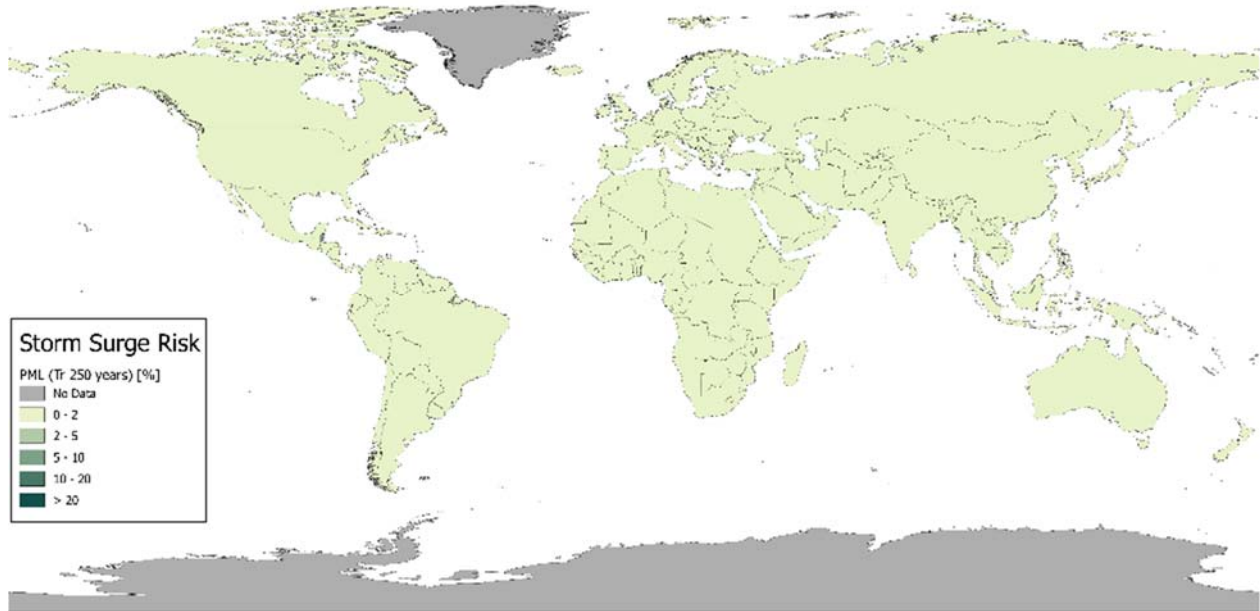 Storm Surge Risk
PML (Tr 250 years) [%]
No Data
0 - 2
2 - 5
5 - 10
10 - 20
> 20